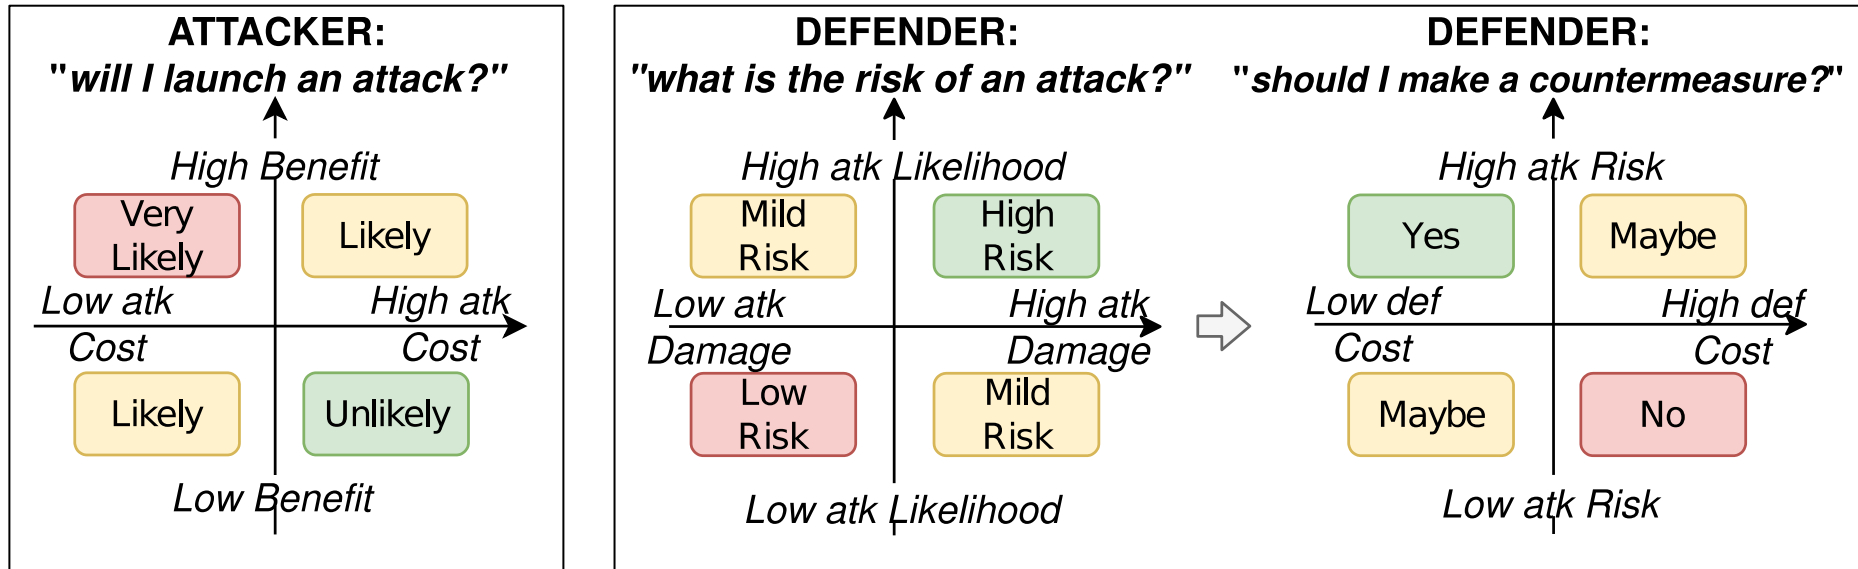 ATTACKER:
"will I launch an attack?"
High Benefit
Very
Likely
Likely
Low atk
Cost
High atk
Cost
Likely
Unlikely
Low Benefit
DEFENDER:
"what is the risk of an attack?"
High atk Likelihood
Mild
Risk
High
Risk
Low atk
Damage
High atk
Damage
Low
Risk
Mild
Risk
Low atk Likelihood
DEFENDER:
"should I make a countermeasure?"
High atk Risk
Yes
Maybe
Low def
Cost
High def
Cost
Maybe
No
Low atk Risk